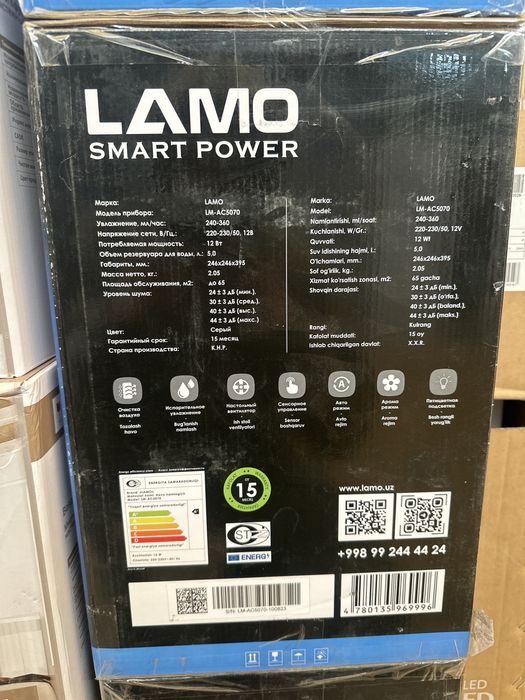 LAMO
SMART POWER
Марка: LAMO
Модель прибора: LM-AC5070
Увлажнение, мл/час: 240-360
Напряжение сети, В/Гц.: 220-230/50, 12В
Потребляемая мощность: 12 Вт
Объем резервуара для воды, л.: 5,0
Габариты, мм.: 246x246x395
Масса нетто, кг.: 2.05
Площадь обслуживания, м2: до 65
Уровень шума: 24 ± 3 дБ (мин.)
30 ± 3 дБ (сред.)
40 ± 3 дБ (выс.)
44 ± 3 дБ (макс.)
Цвет: Серый
Гарантийный срок: 15 месяц
Страна производства: К.Н.Р.
Marka: LAMO
Model: LM-AC5070
Namlantirishi, ml/soat: 240-360
Kuchlanishi, W/Gr.: 220-230/50, 12V
Quvvati: 12 Wt
Suv idishining hajmi, l.: 5,0
O'lchamlari, mm.: 246x246x395
Sof og'irlik, kg.: 2.05
Xizmat ko'rsatish zonasi, m2: 65 gacha
Shovqin darajasi: 24 ± 3 дБ (min.)
30 ± 3 дБ (o'rta.)
40 ± 3 дБ (baland.)
44 ± 3 дБ (maks.)
Rangi: Kulrang
Kafolat muddati: 15 oy
Ishlab chiqarilgan davlat: X.X.R.
Очистка воздуха
Испарительное увлажнение
Настольный вентилятор
Сенсорное управление
Авто режим
Арома режим
Пятицветная подсветка
Tozalash havo
Bug'lanish namlash
Ish stoli ventilyatori
Sensor boshqaruv
Avto rejim
Aroma rejim
Besh rangli yorug'lik
ENERGIYA SAMARADORLIGI
A
B
C
D
G
15
ENERG
www.lamo.uz
+998 99 244 44 24
S/N: LM-AC5070-100823
4 780135 969996
LED